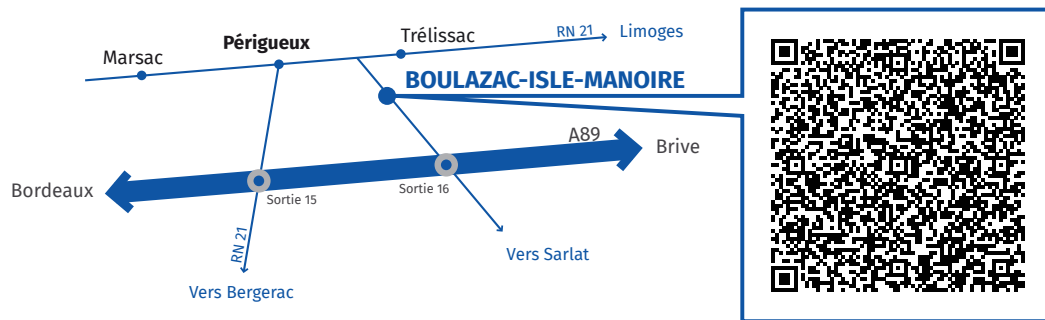 RN 21
Limoges
Trélissac
Périgueux
Marsac
BOULAZAC-ISLE-MANOIRE
A89
Brive
Bordeaux
Sortie 16
Sortie 15
RN 21
Vers Sarlat
Vers Bergerac